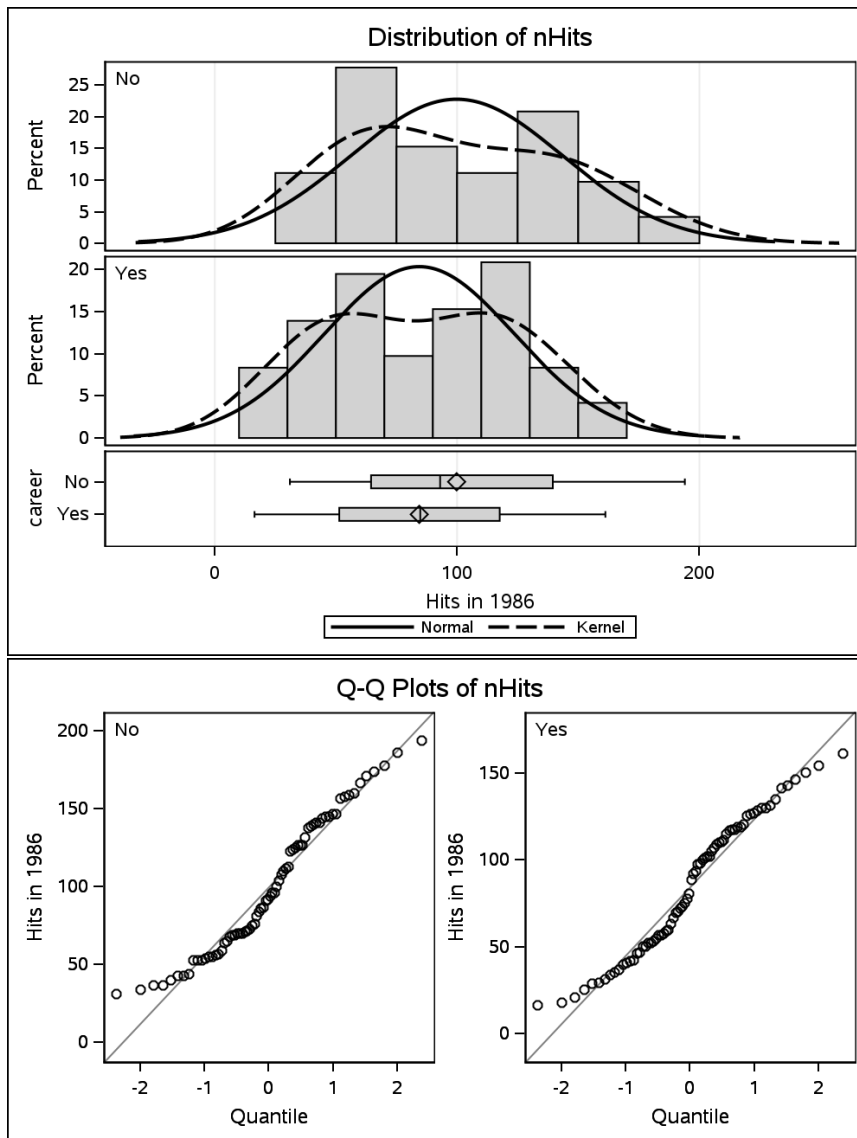 Distribution of nHits
No
Percent
25
20
15
10
5
0
Yes
Percent
20
15
10
5
0
career
No
Yes
0 100 200
Hits in 1986
Normal Kernel
Q-Q Plots of nHits
No
Hits in 1986
200
150
100
50
0
-2 -1 0 1 2
Quantile
Yes
Hits in 1986
150
100
50
0
-2 -1 0 1 2
Quantile